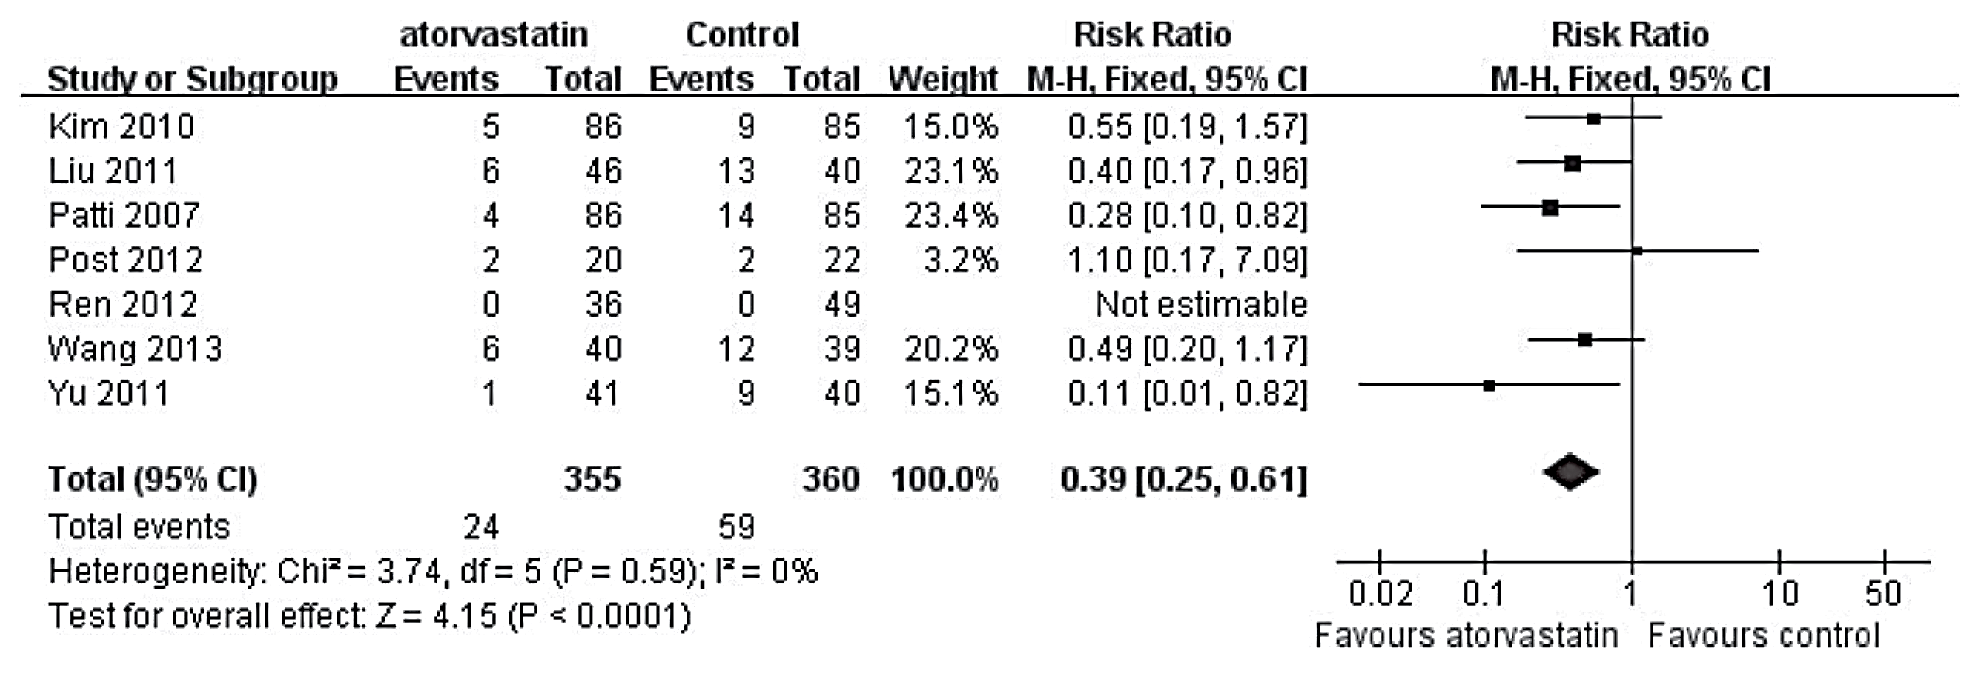 atorvastatin Control Risk Ratio Risk Ratio
Study or Subgroup Events Total Events Total Weight M-H, Fixed, 95% CI M-H, Fixed, 95% CI
Kim 2010 5 86 9 85 15.0% 0.55 [0.19, 1.57]
Liu 2011 6 46 13 40 23.1% 0.40 [0.17, 0.96]
Patti 2007 4 86 14 85 23.4% 0.28 [0.10, 0.82]
Post 2012 2 20 2 22 3.2% 1.10 [0.17, 7.09]
Ren 2012 0 36 0 49 Not estimable
Wang 2013 6 40 12 39 20.2% 0.49 [0.20, 1.17]
Yu 2011 1 41 9 40 15.1% 0.11 [0.01, 0.82]
Total (95% CI) 355 360 100.0% 0.39 [0.25, 0.61]
Total events 24 59
Heterogeneity: Chi² = 3.74, df = 5 (P = 0.59); I² = 0%
Test for overall effect: Z = 4.15 (P < 0.0001)
0.02 0.1 1 10 50
Favours atorvastatin Favours control